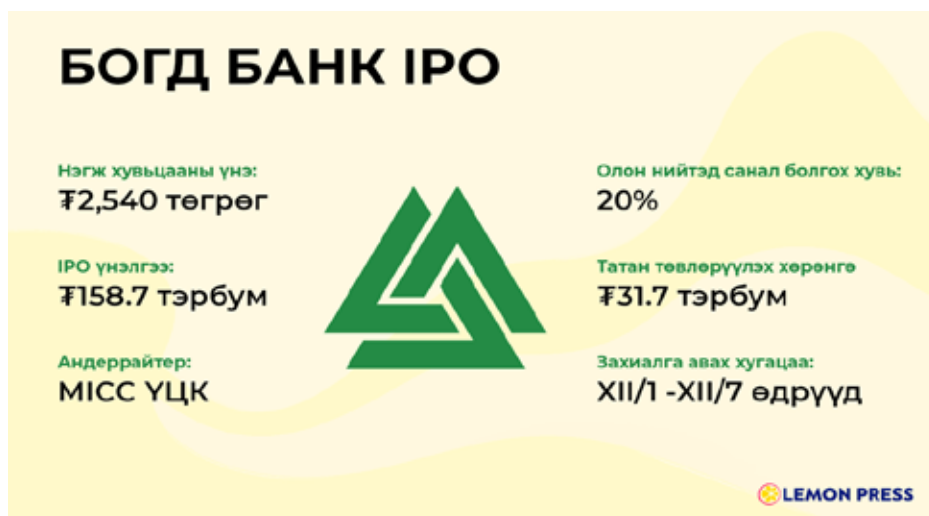 БОГД БАНК IPO
Нэгж хувьцааны үнэ:
₮2,540 төгрөг
IPO үнэлгээ:
₮158.7 тэрбум
Андеррайтер:
MICC ҮЦК
Олон нийтэд санал болгох хувь:
20%
Татан төвлөрүүлэх хөрөнгө
₮31.7 тэрбум
Захиалга авах хугацаа:
XII/1 -XII/7 өдрүүд
LEMON PRESS